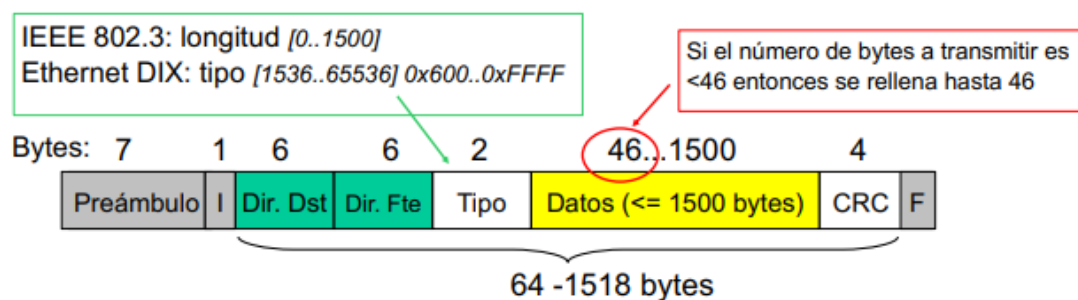 IEEE 802.3: longitud [0..1500]
Ethernet DIX: tipo [1536..65536] 0x600..0xFFFF
Si el número de bytes a transmitir es
<46 entonces se rellena hasta 46
Bytes: 7 1 6 6 2 46...1500 4
Preámbulo I Dir. Dst Dir. Fte Tipo Datos (<= 1500 bytes) CRC F
64 -1518 bytes